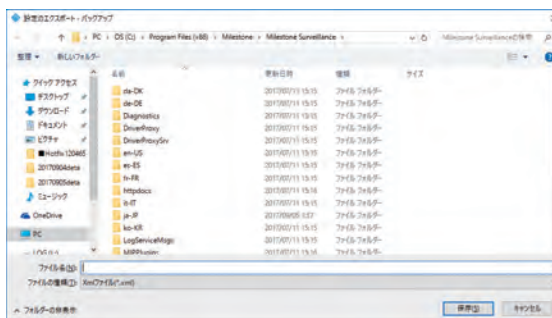 設定のエクスポート - バックアップ
PC › OS (C:) › Program Files (x86) › Milestone › Milestone Surveillance ›
Milestone Surveillanceの検索
整理 新しいフォルダー
名前 更新日時 種類 サイズ
クイック アクセス
デスクトップ
ダウンロード
ドキュメント
ピクチャ
■Hotfix120465
20170904data
20170905data
ミュージック
OneDrive
PC
da-DK 2017/07/11 15:15 ファイル フォルダー
de-DE 2017/07/11 15:15 ファイル フォルダー
Diagnostics 2017/07/11 15:15 ファイル フォルダー
DriverProxy 2017/07/11 15:15 ファイル フォルダー
DriverProxySrv 2017/07/11 15:15 ファイル フォルダー
en-US 2017/07/11 15:15 ファイル フォルダー
es-ES 2017/07/11 15:15 ファイル フォルダー
fr-FR 2017/07/11 15:15 ファイル フォルダー
httpdocs 2017/07/11 15:16 ファイル フォルダー
it-IT 2017/07/11 15:16 ファイル フォルダー
ja-JP ファイル フォルダー
ko-KR 2017/07/11 15:15 ファイル フォルダー
LogServiceMsgs 2017/07/11 15:15 ファイル フォルダー
MIPPlugins ファイル フォルダー
ファイル名(N):
ファイルの種類(T): Xmlファイル(*.xml)
フォルダーの非表示
保存(S) キャンセル